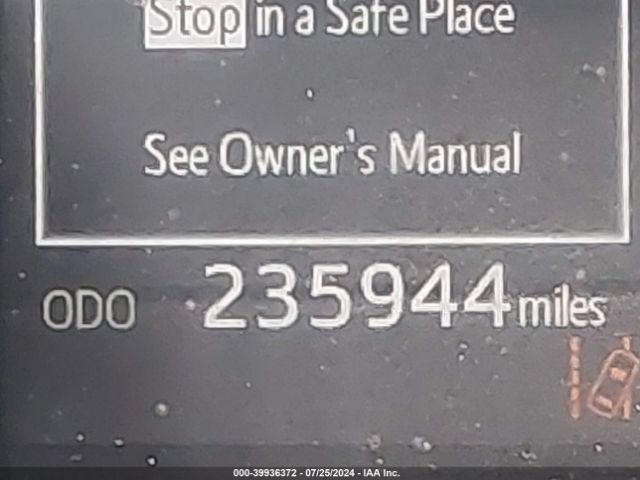 Stop in a Safe Place
See Owner's Manual
ODO 235944 miles
000-39936372 - 07/25/2024 - IAA Inc.